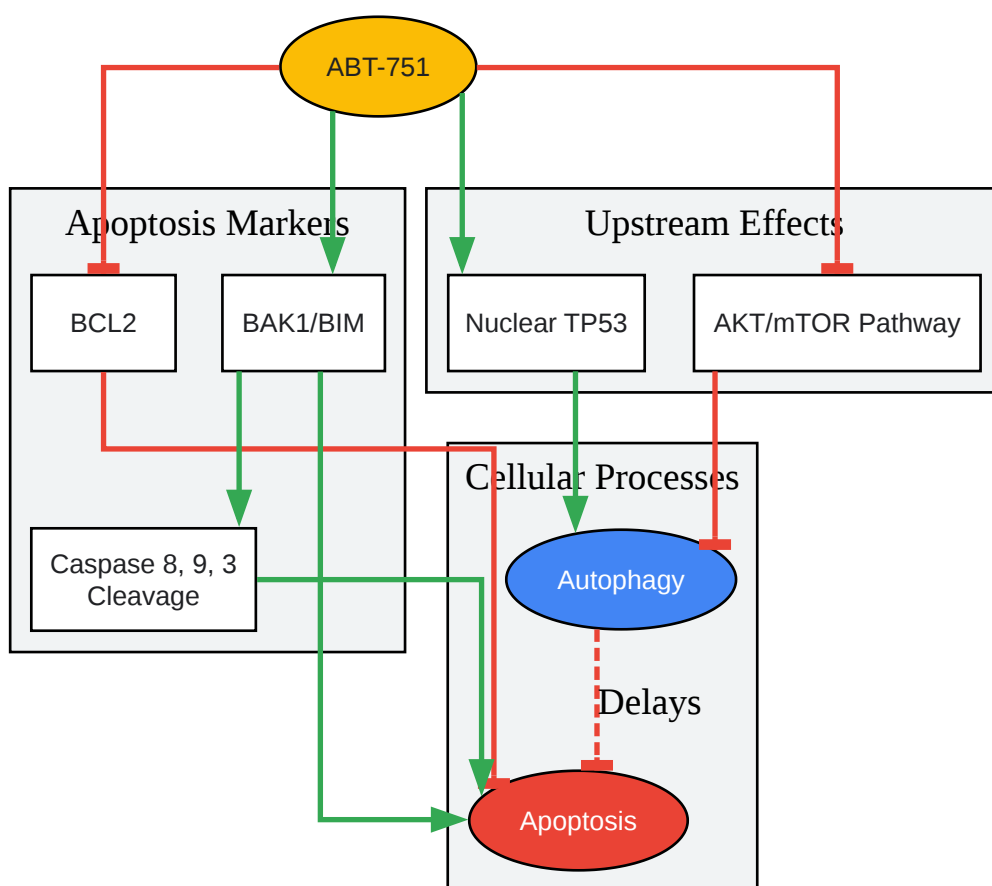 ABT-751
Apoptosis Markers
Upstream Effects
BCL2
BAK1/BIM
Nuclear TP53
AKT/mTOR Pathway
Cellular Processes
Caspase 8, 9, 3
Cleavage
Autophagy
Delays
Apoptosis